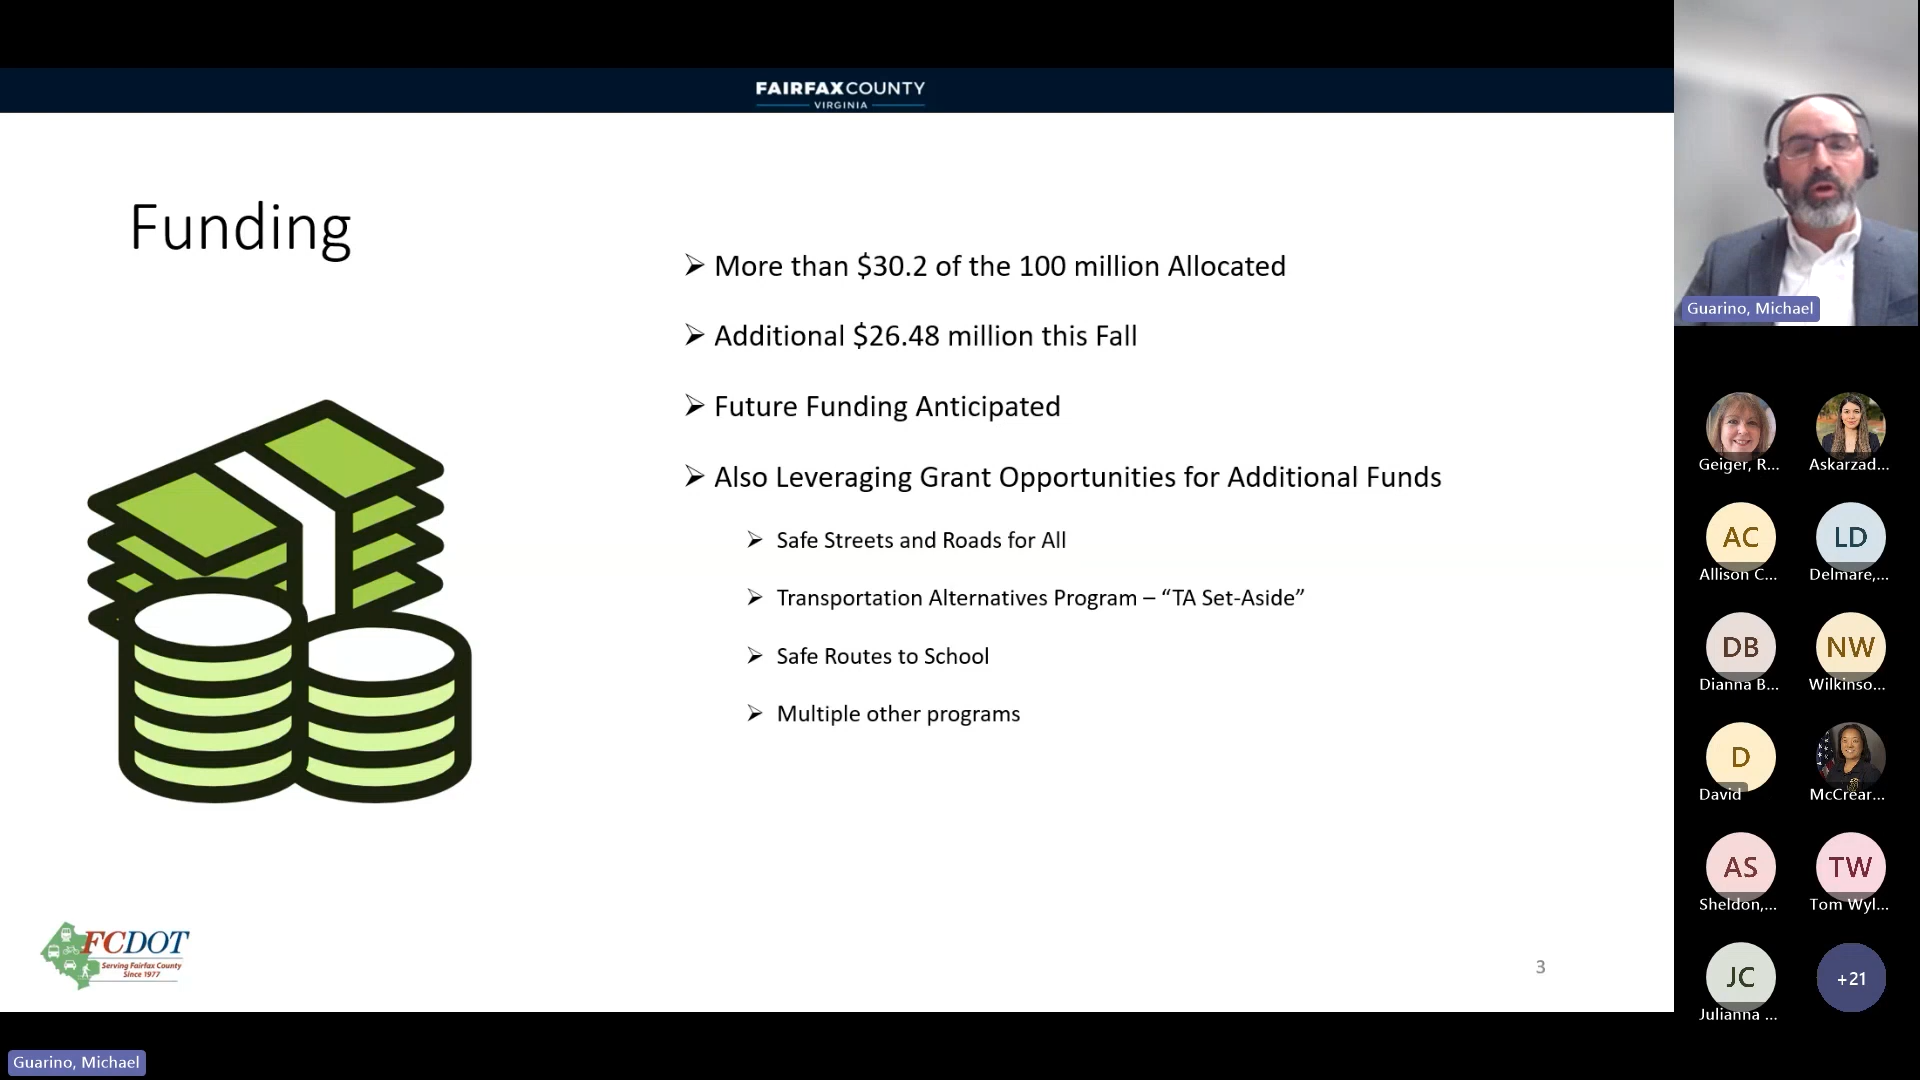 FAIRFAX COUNTY
VIRGINIA
Funding
➢ More than $30.2 of the 100 million Allocated
➢ Additional $26.48 million this Fall
➢ Future Funding Anticipated
➢ Also Leveraging Grant Opportunities for Additional Funds
➢ Safe Streets and Roads for All
➢ Transportation Alternatives Program – “TA Set-Aside”
➢ Safe Routes to School
➢ Multiple other programs
FCDOT
Serving Fairfax County
Since 1977
3
Guarino, Michael
Guarino, Michael
Geiger, R...
Askarzad...
AC
Allison C...
LD
Delmare,...
DB
Dianna B...
NW
Wilkinso...
D
David
McCrear...
AS
Sheldon,...
TW
Tom Wyl...
JC
Julianna ...
+21